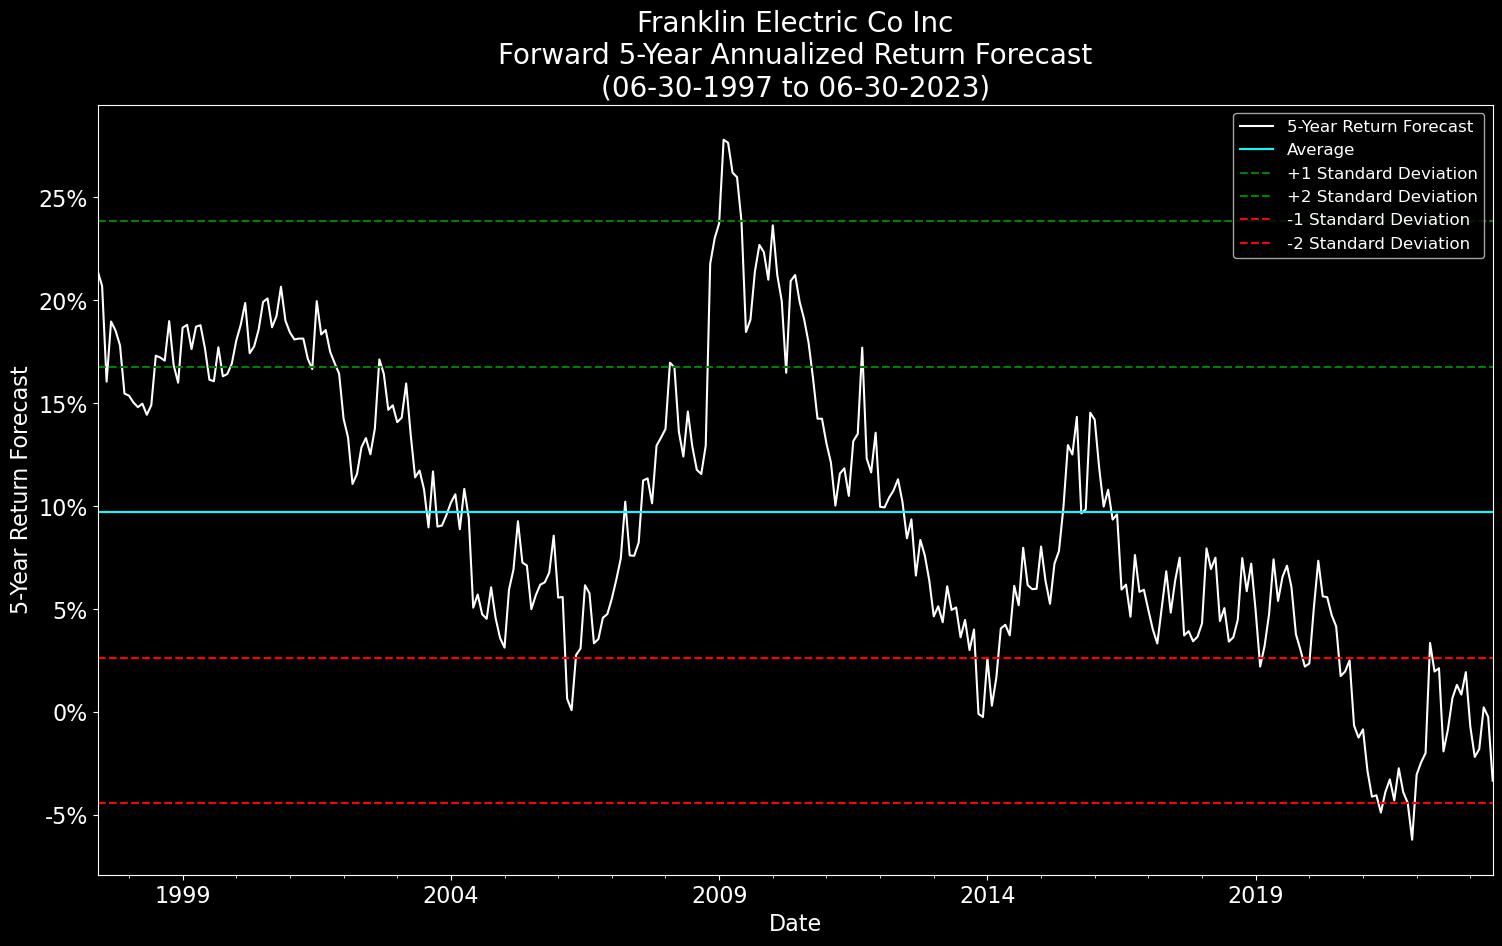 Franklin Electric Co Inc
Forward 5-Year Annualized Return Forecast
(06-30-1997 to 06-30-2023)
5-Year Return Forecast
Average
+1 Standard Deviation
+2 Standard Deviation
-1 Standard Deviation
-2 Standard Deviation
25%
20%
15%
10%
5%
0%
-5%
5-Year Return Forecast
1999
2004
2009
2014
2019
Date